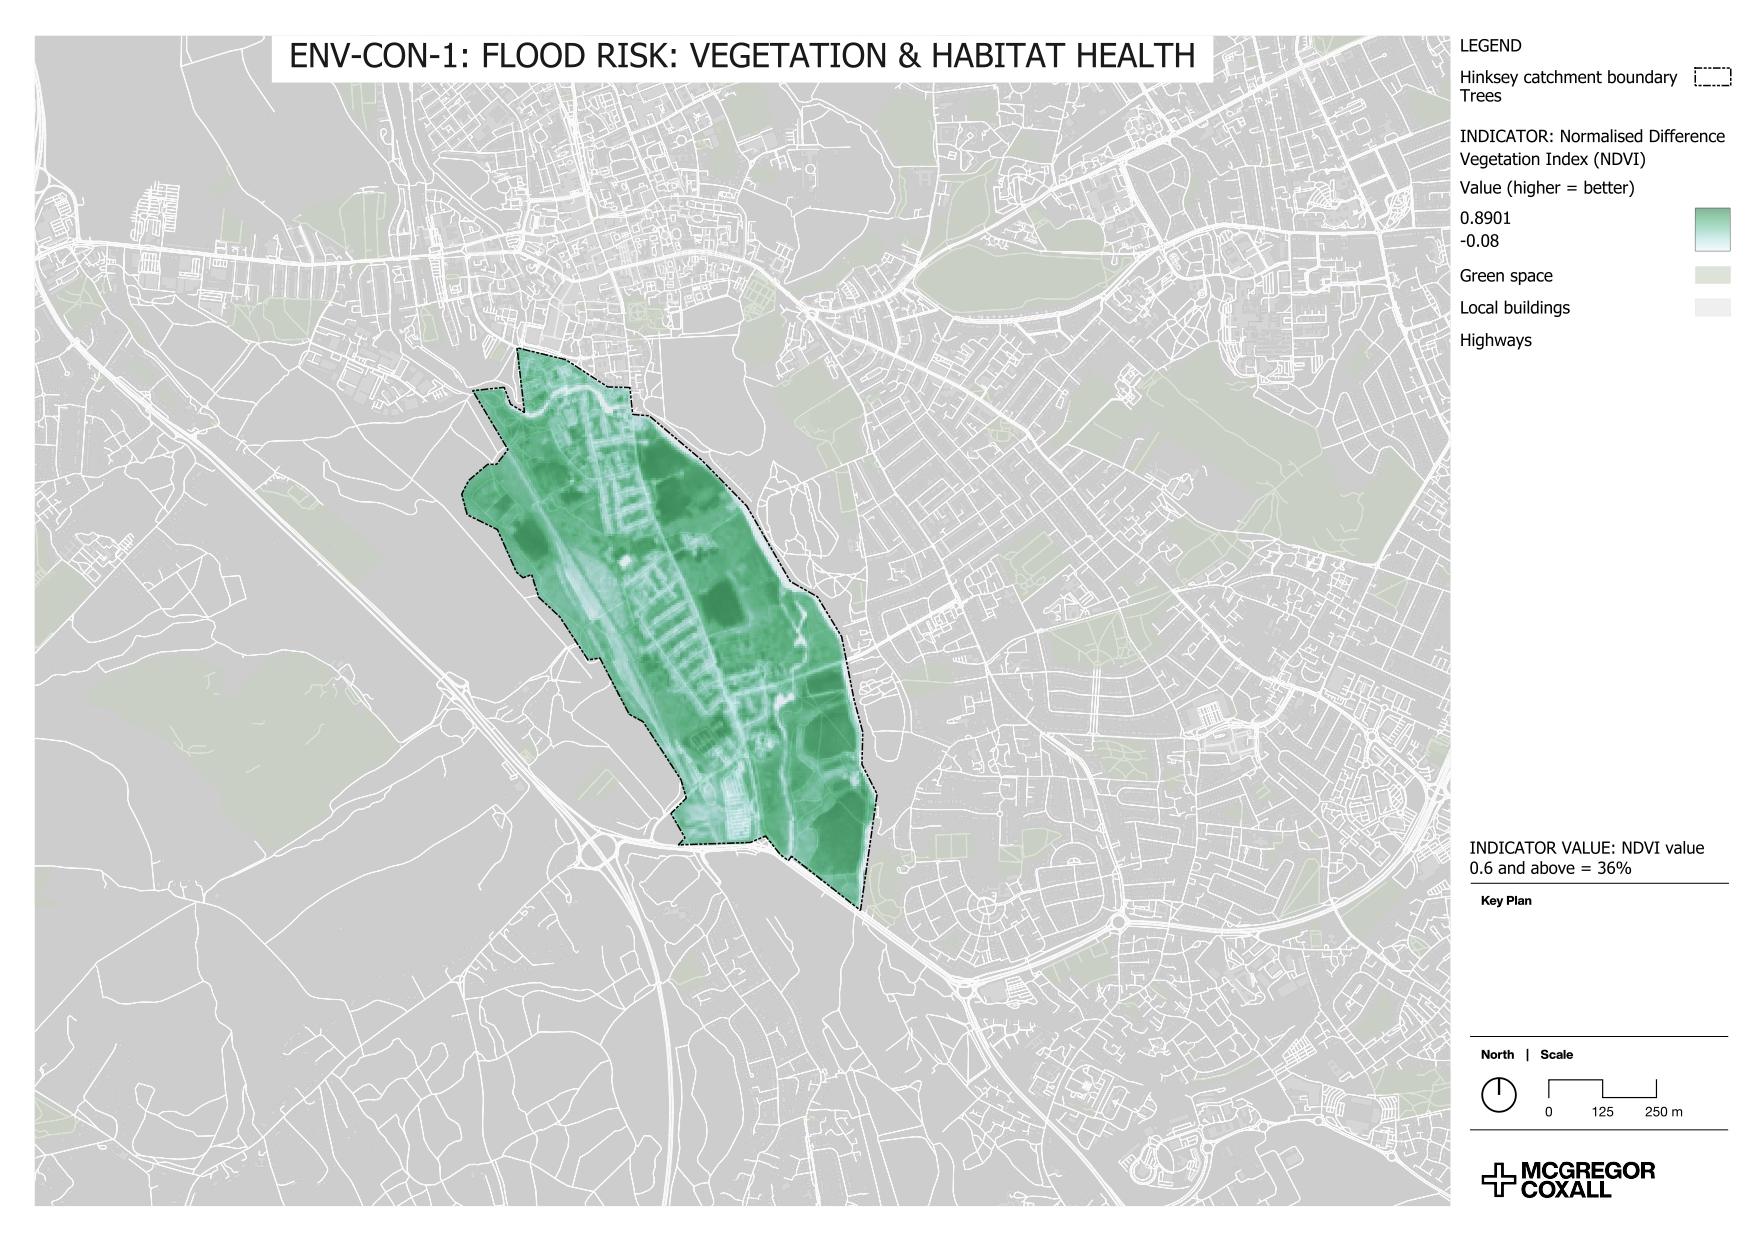 ENV-CON-1: FLOOD RISK: VEGETATION & HABITAT HEALTH
LEGEND
Hinksey catchment boundary
Trees
INDICATOR: Normalised Difference
Vegetation Index (NDVI)
Value (higher = better)
0.8901
-0.08
Green space
Local buildings
Highways
INDICATOR VALUE: NDVI value
0.6 and above = 36%
Key Plan
North | Scale
0 125 250 m
MCGREGOR
COXALL